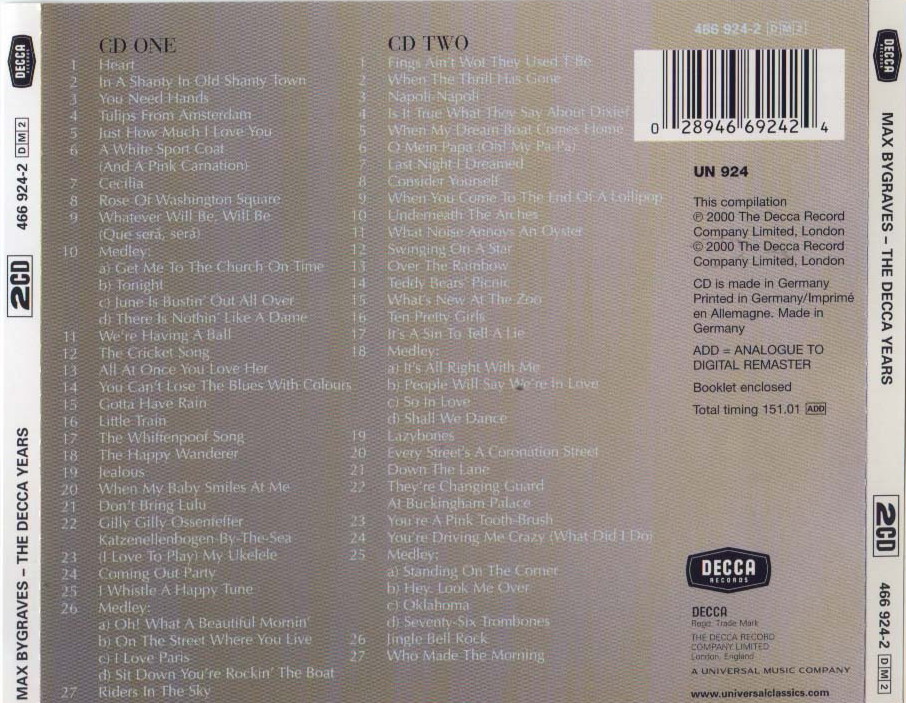 DECCA
RECORDS
466 924-2 DM2
2CD
MAX BYGRAVES – THE DECCA YEARS
CD ONE
1 Heart
2 In A Shanty In Old Shanty Town
3 You Need Hands
4 Tulips From Amsterdam
5 Just How Much I Love You
6 A White Sport Coat
(And A Pink Carnation)
7 Cecilia
8 Rose Of Washington Square
9 Whatever Will Be, Will Be
(Que será, será)
10 Medley:
a) Get Me To The Church On Time
b) Tonight
c) June Is Bustin' Out All Over
d) There Is Nothin' Like A Dame
11 We're Having A Ball
12 The Cricket Song
13 All At Once You Love Her
14 You Can't Lose The Blues With Colours
15 Gotta Have Rain
16 Little Train
17 The Whiffenpoof Song
18 The Happy Wanderer
19 Jealous
20 When My Baby Smiles At Me
21 Don't Bring Lulu
22 Gilly Gilly Ossenfeffer
Katzenellenbogen-By-The-Sea
23 (I Love To Play) My Ukelele
24 Coming Out Party
25 I Whistle A Happy Tune
26 Medley:
a) Oh! What A Beautiful Mornin'
b) On The Street Where You Live
c) I Love Paris
d) Sit Down You're Rockin' The Boat
27 Riders In The Sky
CD TWO
1 Fings Ain't Wot They Used T'Be
2 When The Thrill Has Gone
3 Napoli-Napoli
4 Is It True What They Say About Dixie?
5 When My Dream Boat Comes Home
6 O Mein Papa (Oh! My Pa-Pa)
7 Last Night I Dreamed
8 Consider Yourself
9 When You Come To The End Of A Lollipop
10 Underneath The Arches
11 What Noise Annoys An Oyster
12 Swinging On A Star
13 Over The Rainbow
14 Teddy Bears' Picnic
15 What's New At The Zoo
16 Ten Pretty Girls
17 It's A Sin To Tell A Lie
18 Medley:
a) It's All Right With Me
b) People Will Say We're In Love
c) So In Love
d) Shall We Dance
19 Lazybones
20 Every Street's A Coronation Street
21 Down The Lane
22 They're Changing Guard
At Buckingham Palace
23 You're A Pink Tooth-Brush
24 You're Driving Me Crazy (What Did I Do)
25 Medley:
a) Standing On The Corner
b) Hey, Look Me Over
c) Oklahoma
d) Seventy-Six Trombones
26 Jingle Bell Rock
27 Who Made The Morning
466 924-2 DM2
0 28946 69242 4
UN 924
This compilation
℗ 2000 The Decca Record
Company Limited, London
© 2000 The Decca Record
Company Limited, London
CD is made in Germany
Printed in Germany/Imprimé
en Allemagne. Made in
Germany
ADD = ANALOGUE TO
DIGITAL REMASTER
Booklet enclosed
Total timing 151.01 ADD
DECCA
RECORDS
DECCA
Regd. Trade Mark
THE DECCA RECORD
COMPANY LIMITED
London, England
A UNIVERSAL MUSIC COMPANY
www.universalclassics.com
DECCA
RECORDS
MAX BYGRAVES – THE DECCA YEARS
2CD
466 924-2 DM2